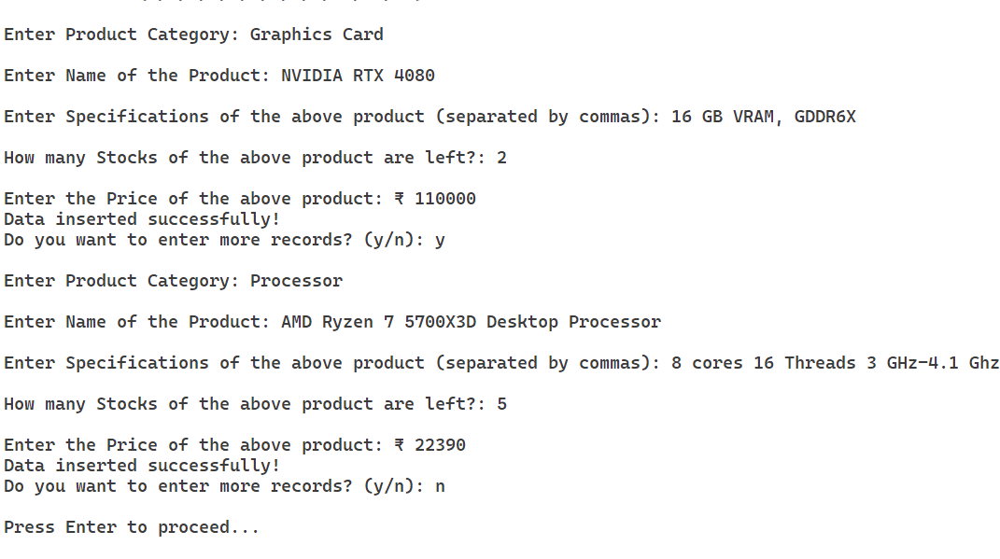 Enter Product Category: Graphics Card
Enter Name of the Product: NVIDIA RTX 4080
Enter Specifications of the above product (separated by commas): 16 GB VRAM, GDDR6X
How many Stocks of the above product are left?: 2
Enter the Price of the above product: ₹ 110000
Data inserted successfully!
Do you want to enter more records? (y/n): y
Enter Product Category: Processor
Enter Name of the Product: AMD Ryzen 7 5700X3D Desktop Processor
Enter Specifications of the above product (separated by commas): 8 cores 16 Threads 3 GHz-4.1 Ghz
How many Stocks of the above product are left?: 5
Enter the Price of the above product: ₹ 22390
Data inserted successfully!
Do you want to enter more records? (y/n): n
Press Enter to proceed...